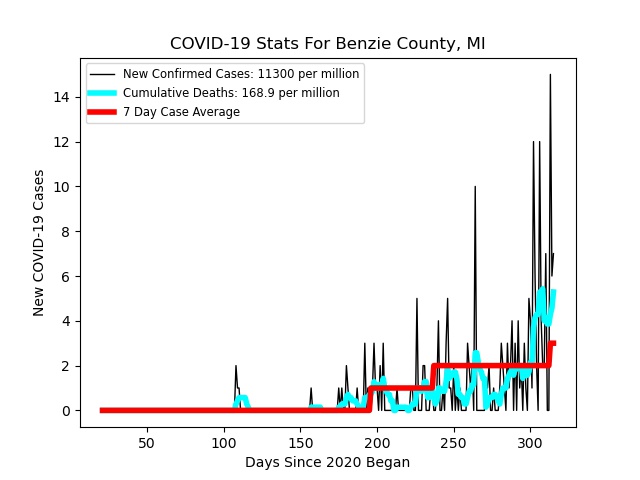 COVID-19 Stats For Benzie County, MI
New Confirmed Cases: 11300 per million
Cumulative Deaths: 168.9 per million
7 Day Case Average
New COVID-19 Cases
14
12
10
8
6
4
2
0
50 100 150 200 250 300
Days Since 2020 Began